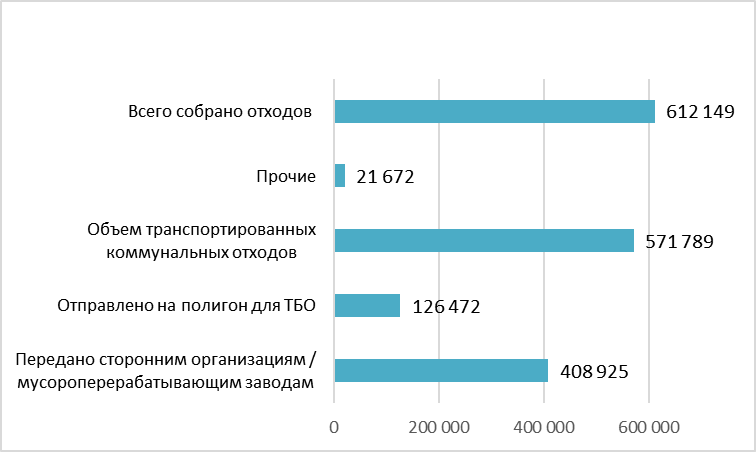 Всего собрано отходов
612 149
Прочие
21 672
Объем транспортированных
коммунальных отходов
571 789
Отправлено на полигон для ТБО
126 472
Передано сторонним организациям /
мусороперерабатывающим заводам
408 925
0
200 000
400 000
600 000